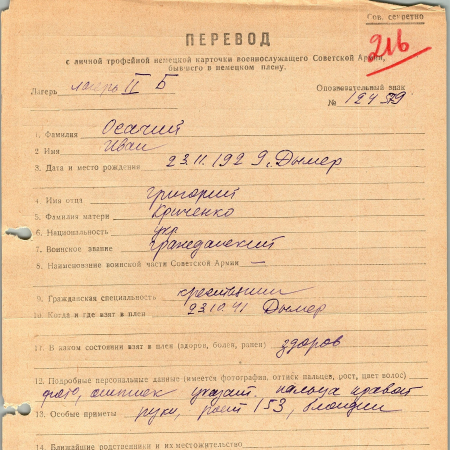 Сов. секретно
216
ПЕРЕВОД
с личной трофейной немецкой карточки военнослужащего Советской Армии,
бывшего в немецком плену.
Лагерь лагерь II Б
Опознавательный знак
№ 12479
1. Фамилия Осачий
2. Имя Иван
3. Дата и место рождения 23.11.1929, Дымер
4. Имя отца Григорий
5. Фамилия матери Криченко
6. Национальность укр
7. Воинское звание Гражданский
8. Наименование воинской части Советской Армии —
9. Гражданская специальность
10. Когда и где взят в плен 23.10.41 Дымер
11. В каком состоянии взят в плен (здоров, болен, ранен) здоров
12. Подробные персональные данные (имеется фотография, оттиск пальцев, рост, цвет волос)
фото, оттиск указат. пальца правой
13. Особые приметы руки, рост 153, блондин
14. Ближайшие родственники и их местожительство